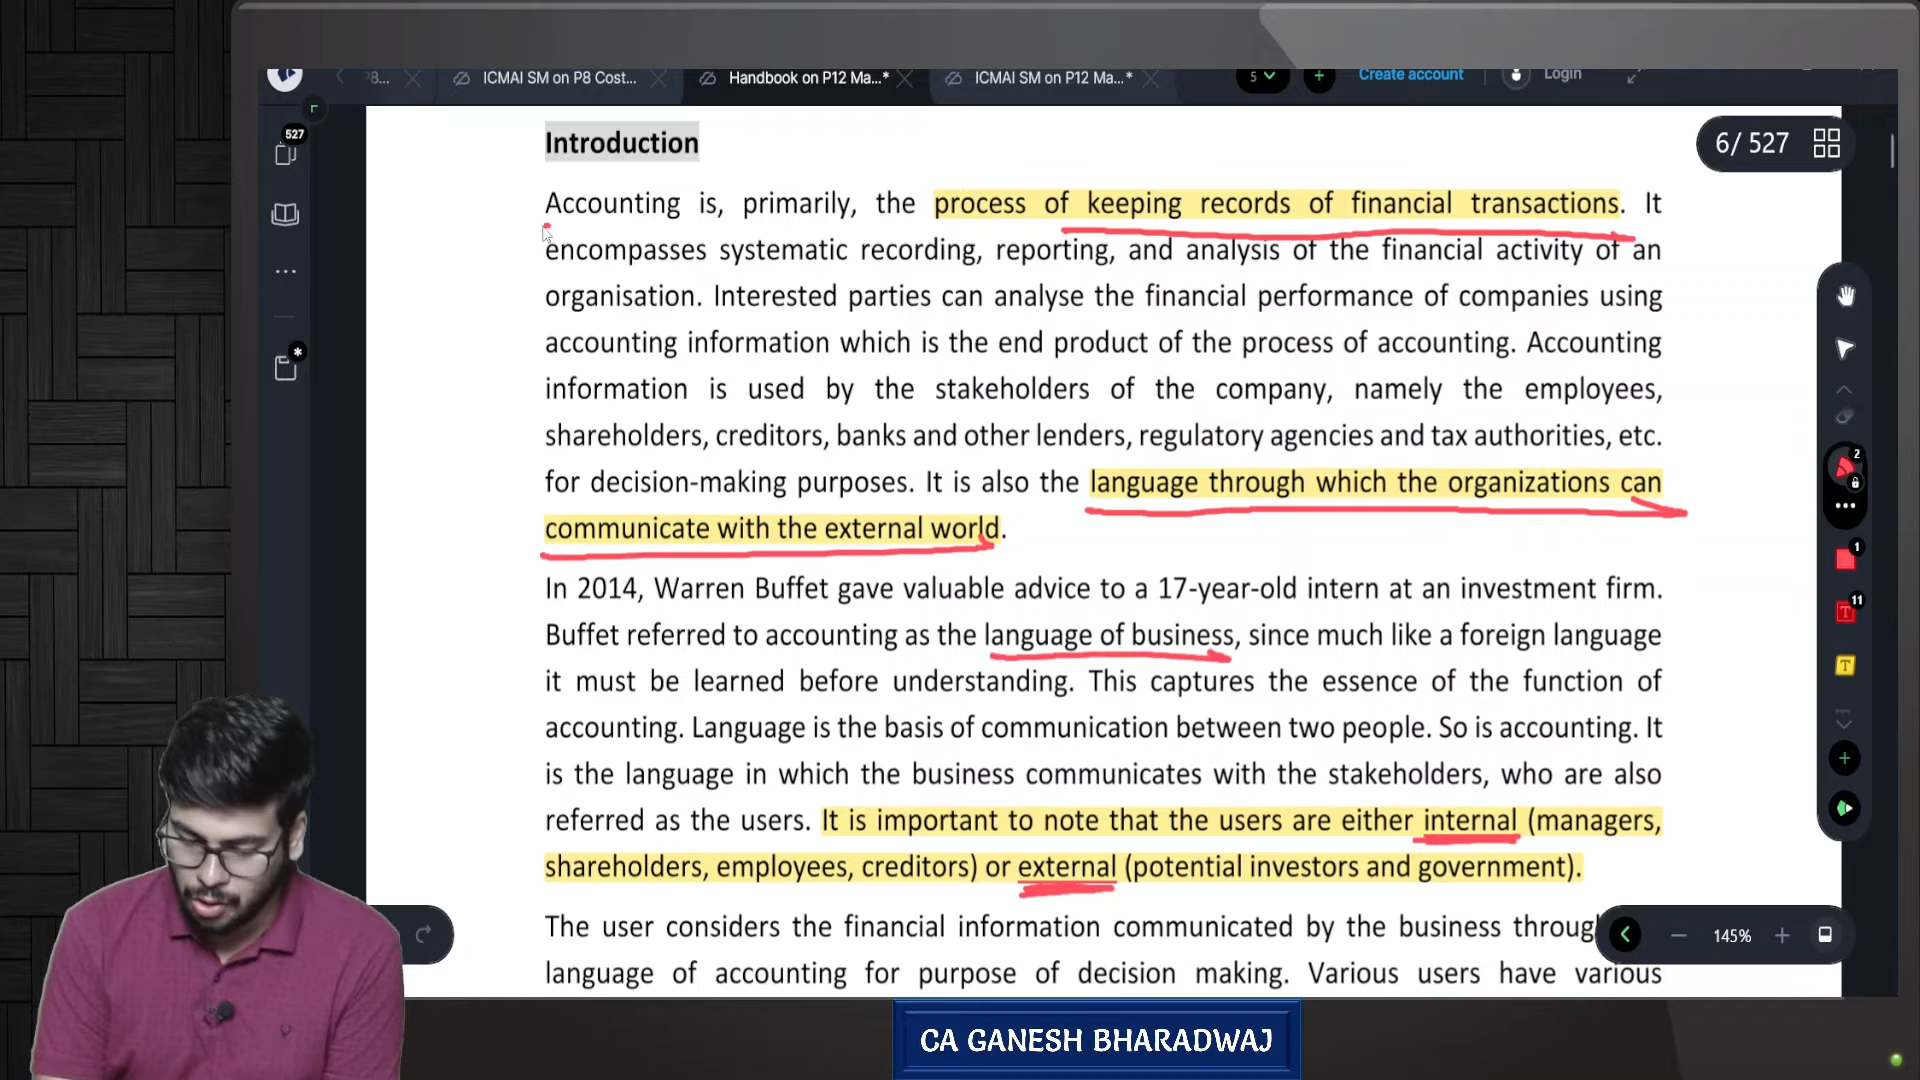 P8...
ICMAI SM on P8 Cost...
Handbook on P12 Ma...*
ICMAI SM on P12 Ma...*
5
Create account
Login
527
6/ 527
Introduction
Accounting is, primarily, the process of keeping records of financial transactions. It
encompasses systematic recording, reporting, and analysis of the financial activity of an
organisation. Interested parties can analyse the financial performance of companies using
accounting information which is the end product of the process of accounting. Accounting
information is used by the stakeholders of the company, namely the employees,
shareholders, creditors, banks and other lenders, regulatory agencies and tax authorities, etc.
for decision-making purposes. It is also the language through which the organizations can
communicate with the external world.
In 2014, Warren Buffet gave valuable advice to a 17-year-old intern at an investment firm.
Buffet referred to accounting as the language of business, since much like a foreign language
it must be learned before understanding. This captures the essence of the function of
accounting. Language is the basis of communication between two people. So is accounting. It
is the language in which the business communicates with the stakeholders, who are also
referred as the users. It is important to note that the users are either internal (managers,
shareholders, employees, creditors) or external (potential investors and government).
The user considers the financial information communicated by the business throug
language of accounting for purpose of decision making. Various users have various
2
1
T 11
T
145%
CA GANESH BHARADWAJ